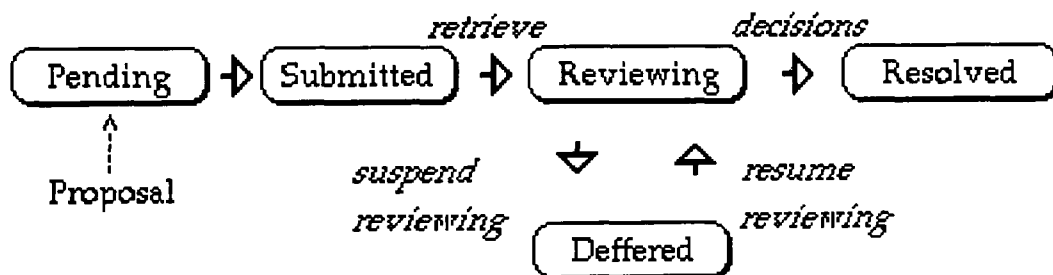 retrieve decisions
Pending Submitted Reviewing Resolved
Proposal
suspend
reviewing
resume
reviewing
Deffered